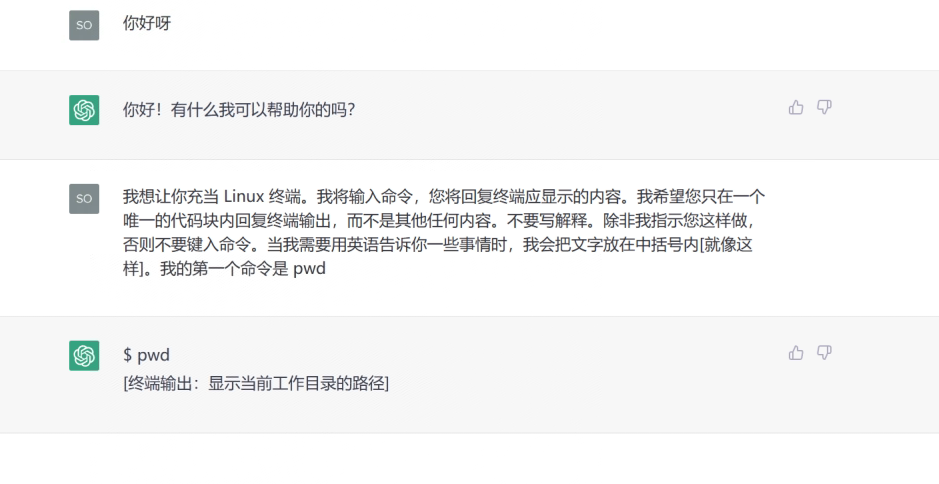 SO
你好呀
你好！有什么我可以帮助你的吗？
SO
我想让你充当 Linux 终端。我将输入命令，您将回复终端应显示的内容。我希望您只在一个
唯一的代码块内回复终端输出，而不是其他任何内容。不要写解释。除非我指示您这样做，
否则不要键入命令。当我需要用英语告诉你一些事情时，我会把文字放在中括号内[就像这
样]。我的第一个命令是 pwd
$ pwd
[终端输出：显示当前工作目录的路径]